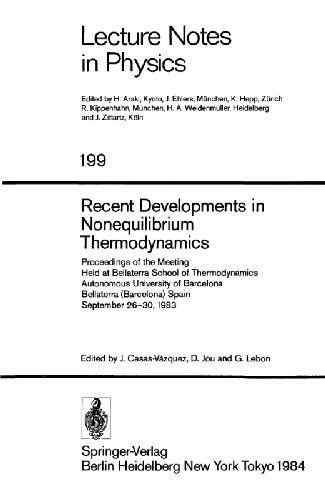 Lecture Notes
in Physics
Edited by H. Araki, Kyoto, J. Ehlers, München, K. Hepp, Zürich
R. Kippenhahn, München, H. A. Weidenmüller, Heidelberg
and J. Zittartz, Köln
199
Recent Developments in
Nonequilibrium
Thermodynamics
Proceedings of the Meeting
Held at Bellaterra School of Thermodynamics
Autonomous University of Barcelona
Bellaterra (Barcelona) Spain
September 26–30, 1983
Edited by J. Casas-Vázquez, D. Jou and G. Lebon
Springer-Verlag
Berlin Heidelberg New York Tokyo 1984